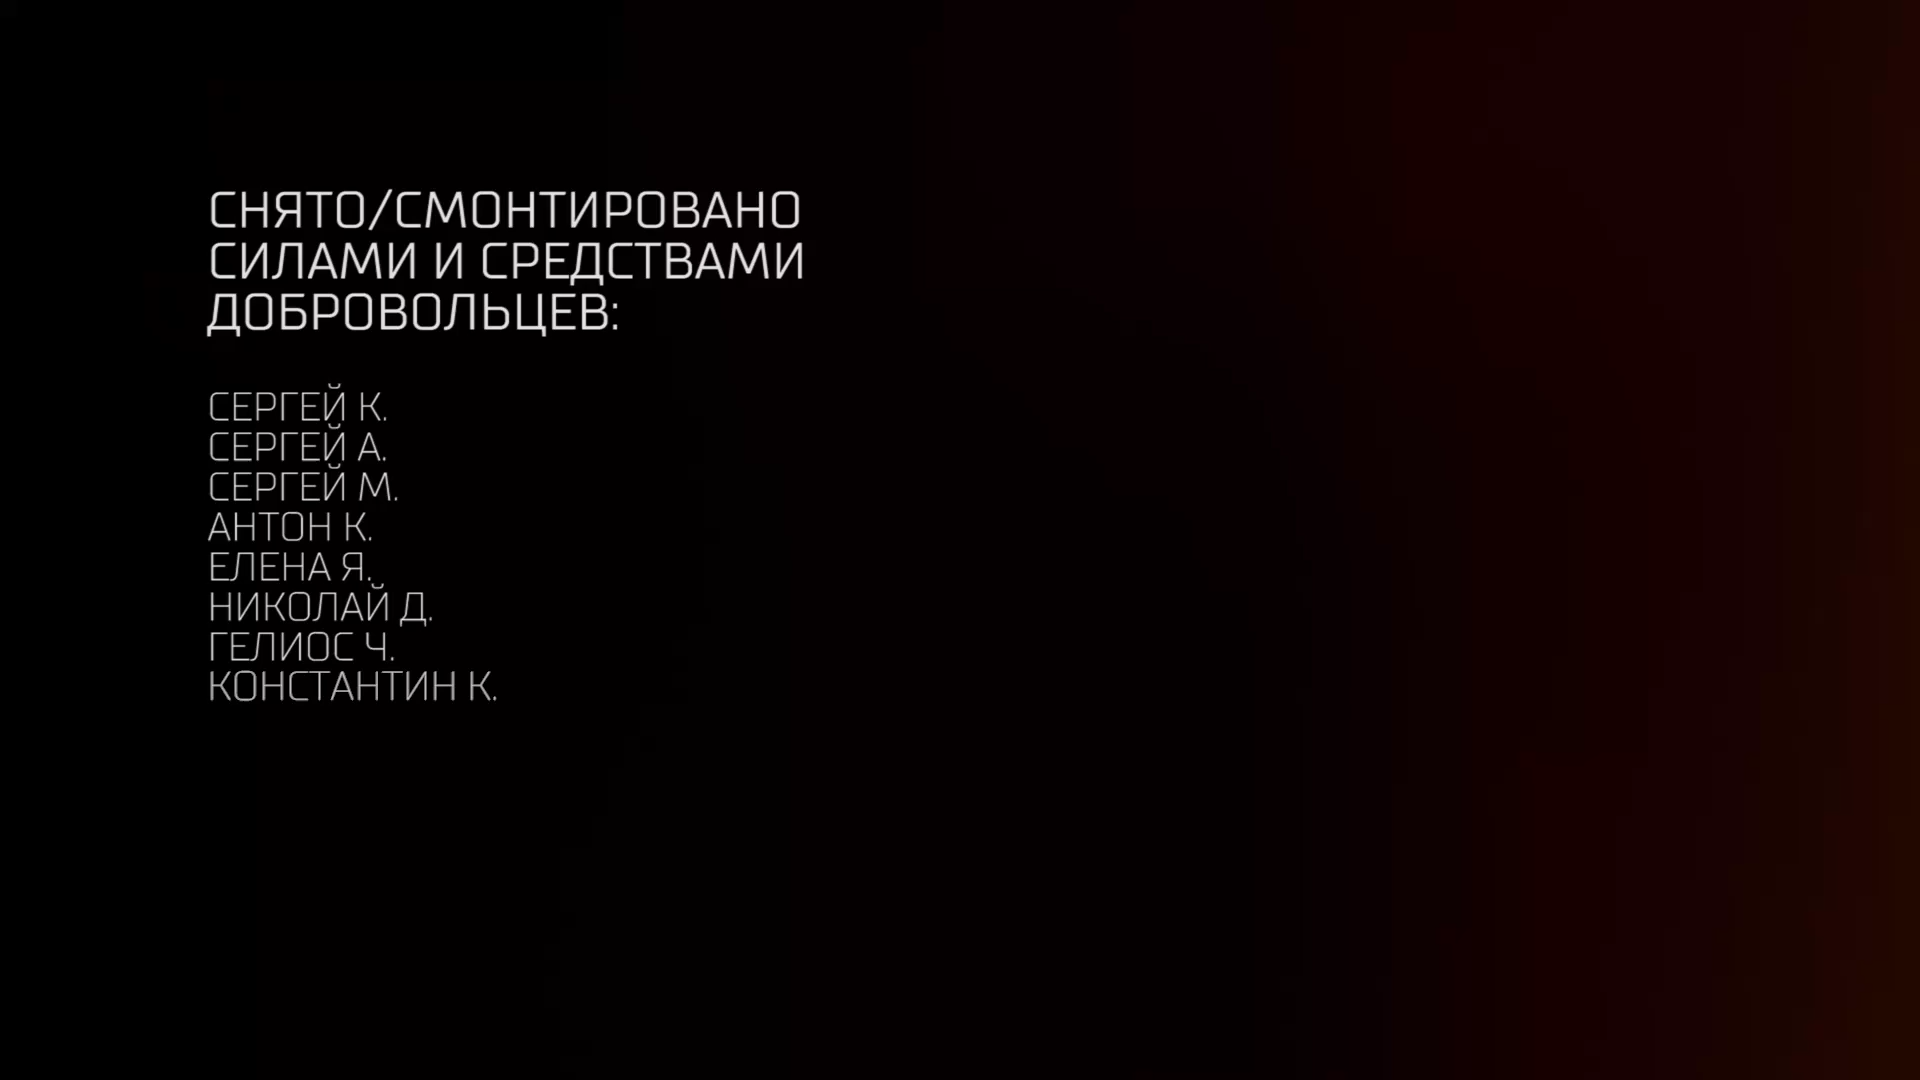 СНЯТО/СМОНТИРОВАНО
СИЛАМИ И СРЕДСТВАМИ
ДОБРОВОЛЬЦЕВ:
СЕРГЕЙ К.
СЕРГЕЙ А.
СЕРГЕЙ М.
АНТОН К.
ЕЛЕНА Я.
НИКОЛАЙ Д.
ГЕЛИОС Ч.
КОНСТАНТИН К.